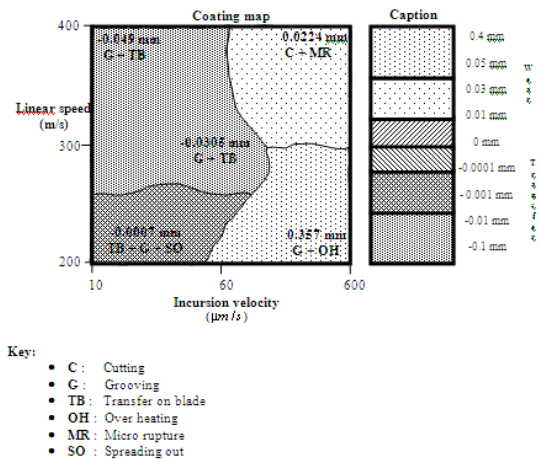 Coating map
Caption
400
-0.049 mm
G + TB
0.0224 mm
C + MR
Linear speed
(m/s)
300
-0.0306 mm
G + TB
-0.0007 mm
TB + G + SO
0.357 mm
G + OH
200
10
60
600
Incursion velocity
(μm/s)
0.4 mm
0.05 mm
0.03 mm
0.01 mm
0 mm
-0.0001 mm
-0.001 mm
-0.01 mm
-0.1 mm
Wear
Transfer
Key:
• C : Cutting
• G : Grooving
• TB : Transfer on blade
• OH : Over heating
• MR : Micro rupture
• SO : Spreading out